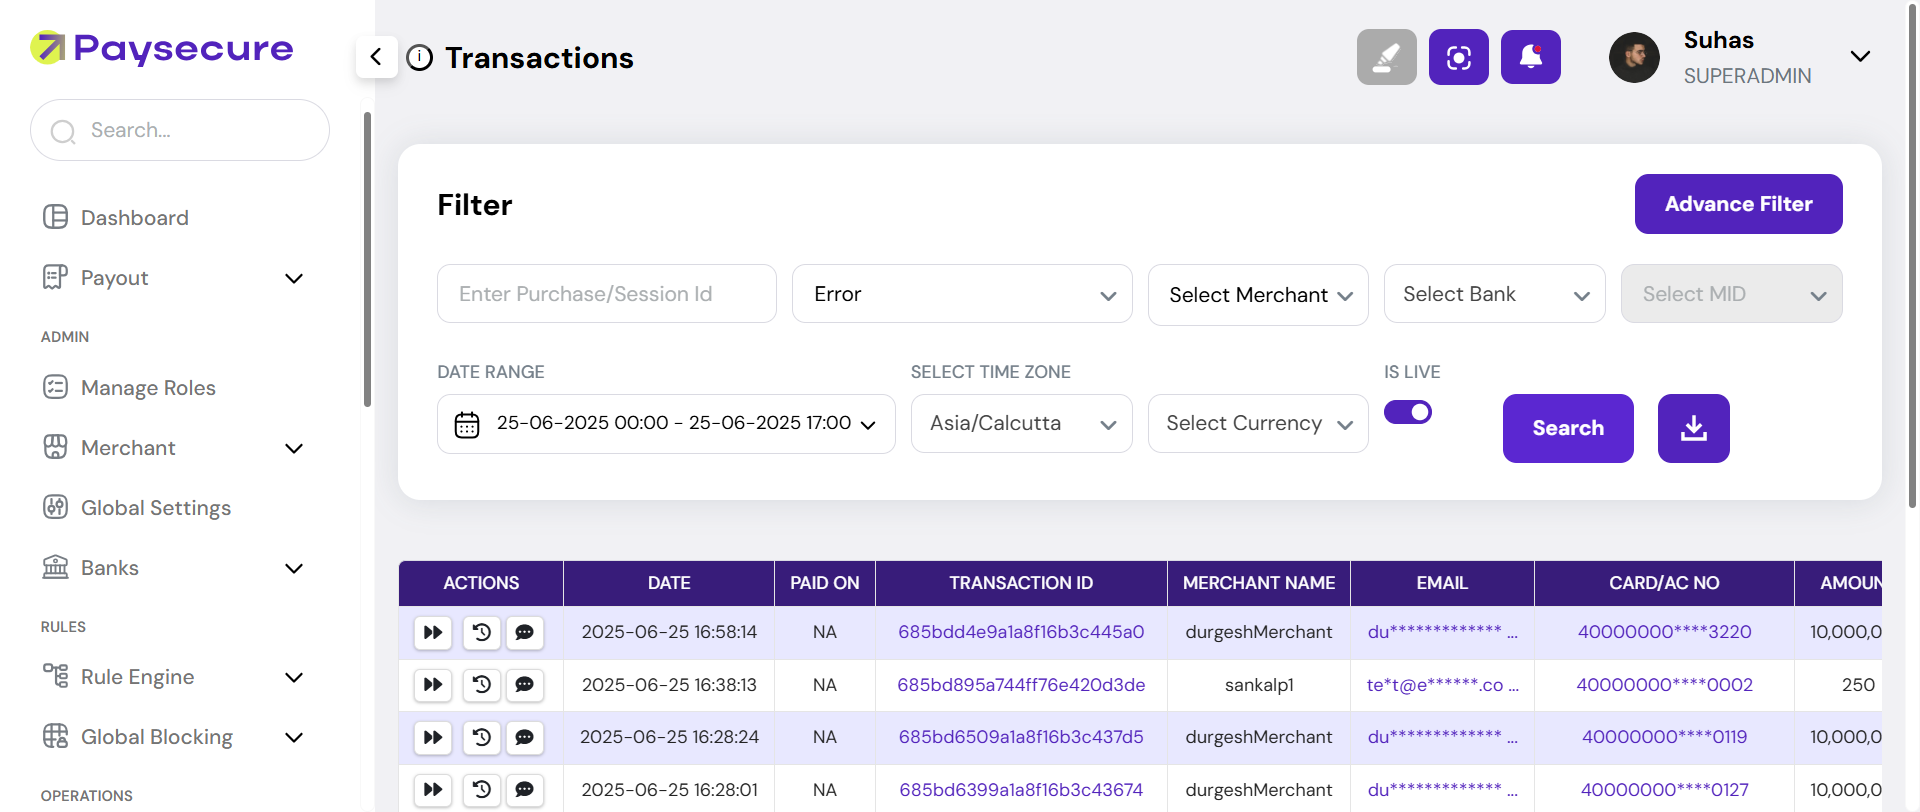 Paysecure
Search...
Dashboard
Payout
ADMIN
Manage Roles
Merchant
Global Settings
Banks
RULES
Rule Engine
Global Blocking
OPERATIONS
Transactions
Suhas
SUPERADMIN
Filter
Advance Filter
Enter Purchase/Session Id
Error
Select Merchant
Select Bank
Select MID
DATE RANGE
SELECT TIME ZONE
IS LIVE
25-06-2025 00:00 - 25-06-2025 17:00
Asia/Calcutta
Select Currency
Search
ACTIONS DATE PAID ON TRANSACTION ID MERCHANT NAME EMAIL CARD/AC NO AMOUN
2025-06-25 16:58:14 NA 685bdd4e9a1a8f16b3c445a0 durgeshMerchant du************* ... 40000000****3220 10,000,0
2025-06-25 16:38:13 NA 685bd895a744ff76e420d3de sankalp1 te*t@e******.co ... 40000000****0002 250
2025-06-25 16:28:24 NA 685bd6509a1a8f16b3c437d5 durgeshMerchant du************* ... 40000000****0119 10,000,0
2025-06-25 16:28:01 NA 685bd6399a1a8f16b3c43674 durgeshMerchant du************* ... 40000000****0127 10,000,0